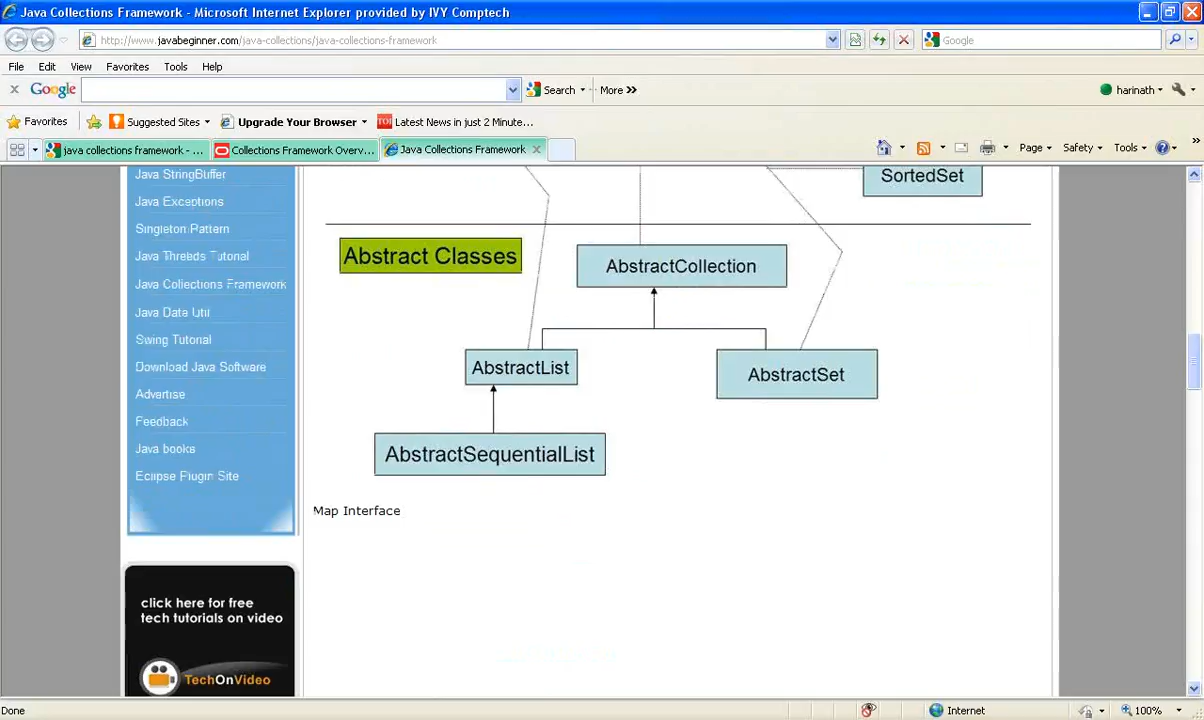 Java Collections Framework - Microsoft Internet Explorer provided by IVY Comptech
http://www.javabeginner.com/java-collections/java-collections-framework
Google
File Edit View Favorites Tools Help
Google Search More »
harinath
Favorites Suggested Sites Upgrade Your Browser TOI Latest News in just 2 Minute...
java collections framework - ... Collections Framework Overv... Java Collections Framework
Page Safety Tools
Java StringBuffer
Java Exceptions
Singleton Pattern
Java Threds Tutorial
Java Collections Framework
Java Data Util
Swing Tutorial
Download Java Software
Advertise
Feedback
Java books
Eclipse Plugin Site
click here for free
tech tutorials on video
TechOnVideo
SortedSet
Abstract Classes
AbstractCollection
AbstractList
AbstractSet
AbstractSequentialList
Map Interface
Done
Internet
100%